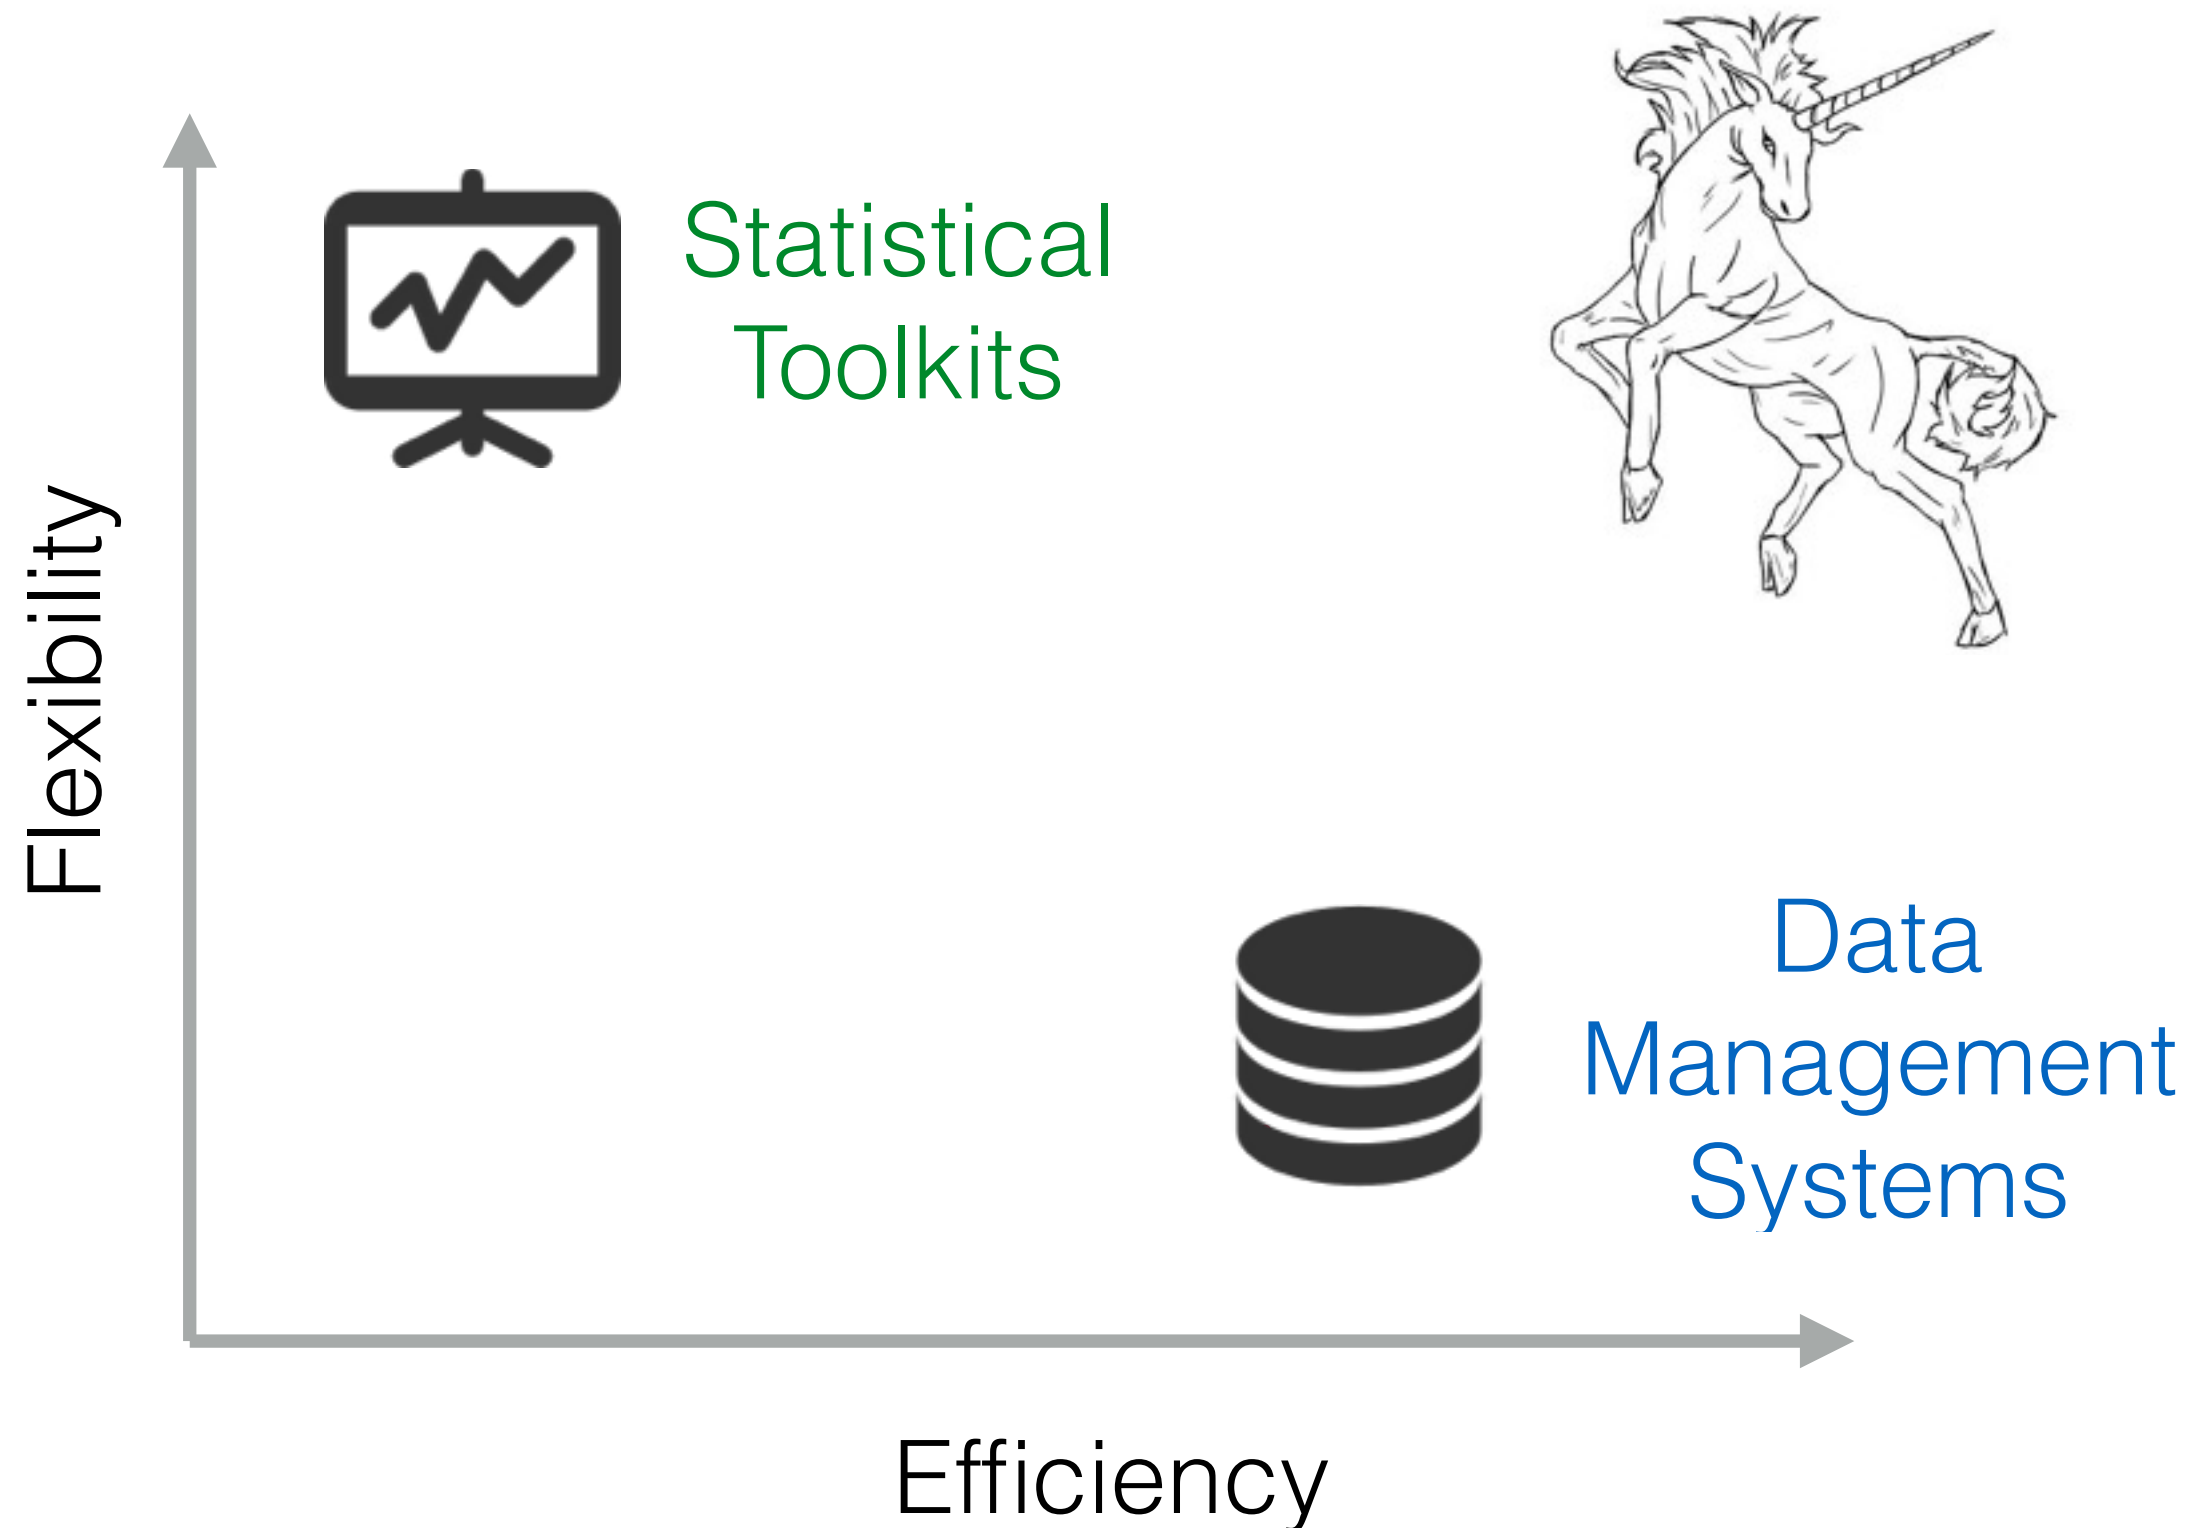 Statistical
Toolkits
Flexibility
Data
Management
Systems
Efficiency